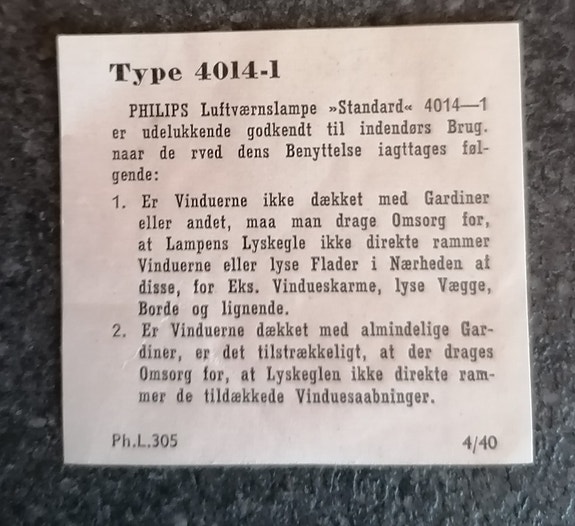 Type 4014-1
PHILIPS Luftværnslampe »Standard« 4014—1
er udelukkende godkendt til indendørs Brug.
naar de rved dens Benyttelse iagttages føl-
gende:
1. Er Vinduerne ikke dækket med Gardiner
eller andet, maa man drage Omsorg for,
at Lampens Lyskegle ikke direkte rammer
Vinduerne eller lyse Flader i Nærheden af
disse, for Eks. Vindueskarme, lyse Vægge,
Borde og lignende.
2. Er Vinduerne dækket med almindelige Gar-
diner, er det tilstrækkeligt, at der drages
Omsorg for, at Lyskeglen ikke direkte ram-
mer de tildækkede Vinduesaabninger.
Ph.L.305 4/40